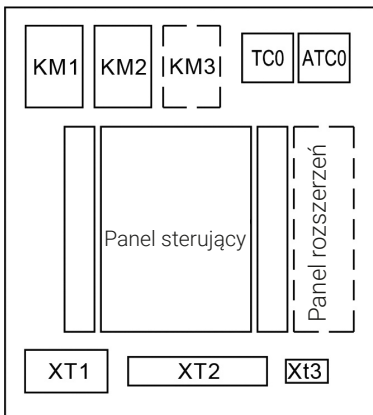 KM1 KM2 KM3 TC0 ATC0
Panel sterujący
Panel rozszerzeń
XT1 XT2 Xt3